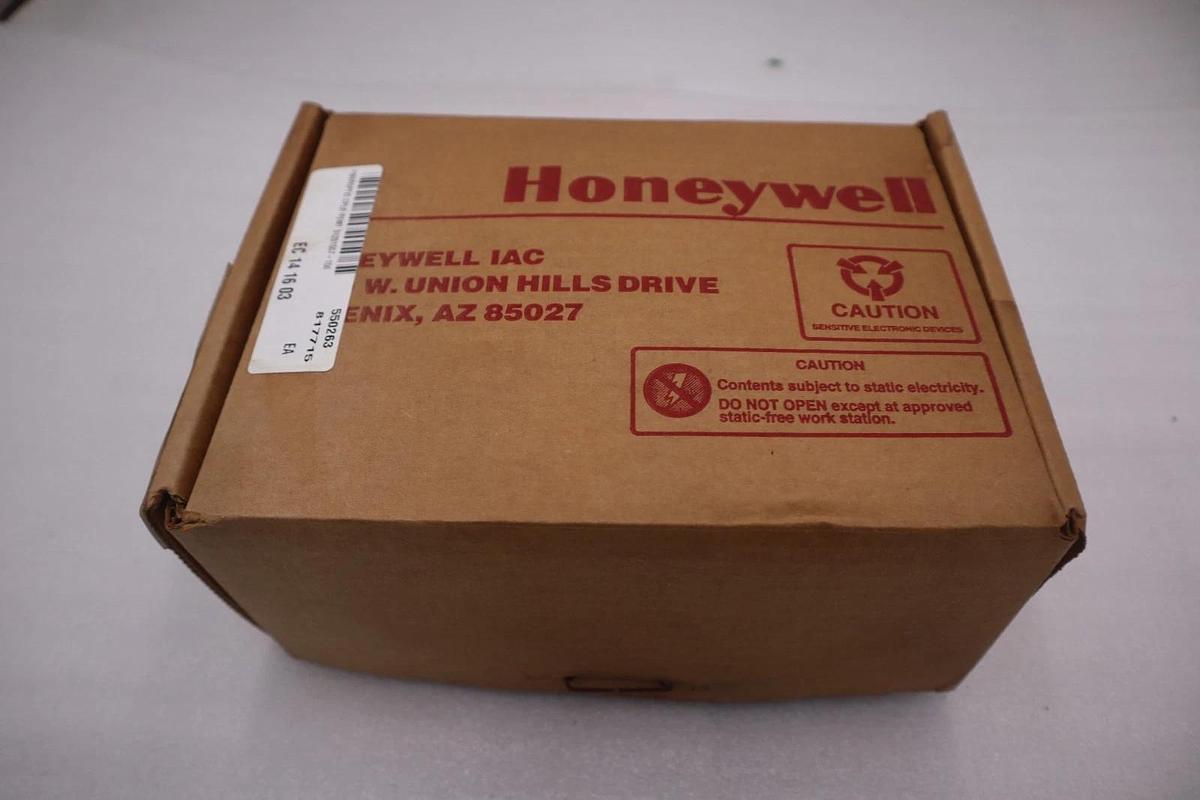 Honeywell
EYWELL IAC
W. UNION HILLS DRIVE
ENIX, AZ 85027
CAUTION
SENSITIVE ELECTRONIC DEVICES
CAUTION
Contents subject to static electricity.
DO NOT OPEN except at approved
static-free work station.
EC 14 16 03
550263
817715
EA